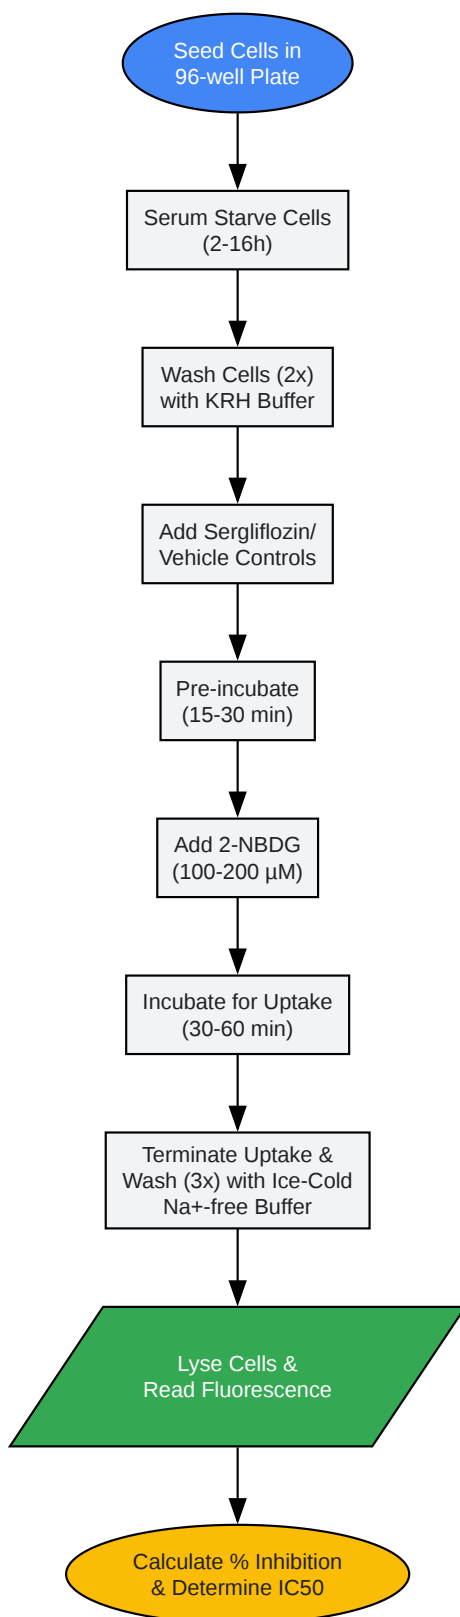 Seed Cells in
96-well Plate
Serum Starve Cells
(2-16h)
Wash Cells (2x)
with KRH Buffer
Add Sergliflozin/
Vehicle Controls
Pre-incubate
(15-30 min)
Add 2-NBDG
(100-200 µM)
Incubate for Uptake
(30-60 min)
Terminate Uptake &
Wash (3x) with Ice-Cold
Na+-free Buffer
Lyse Cells &
Read Fluorescence
Calculate % Inhibition
& Determine IC50